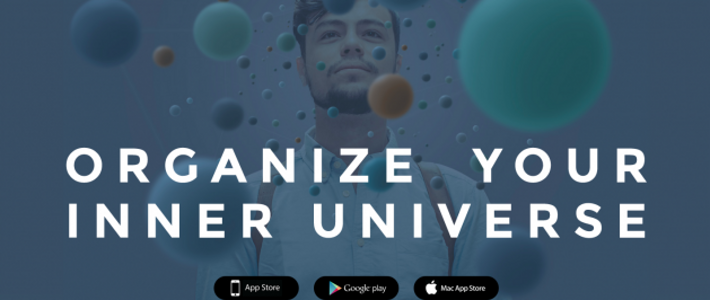 ORGANIZE YOUR
INNER UNIVERSE
App Store Google play Mac App Store